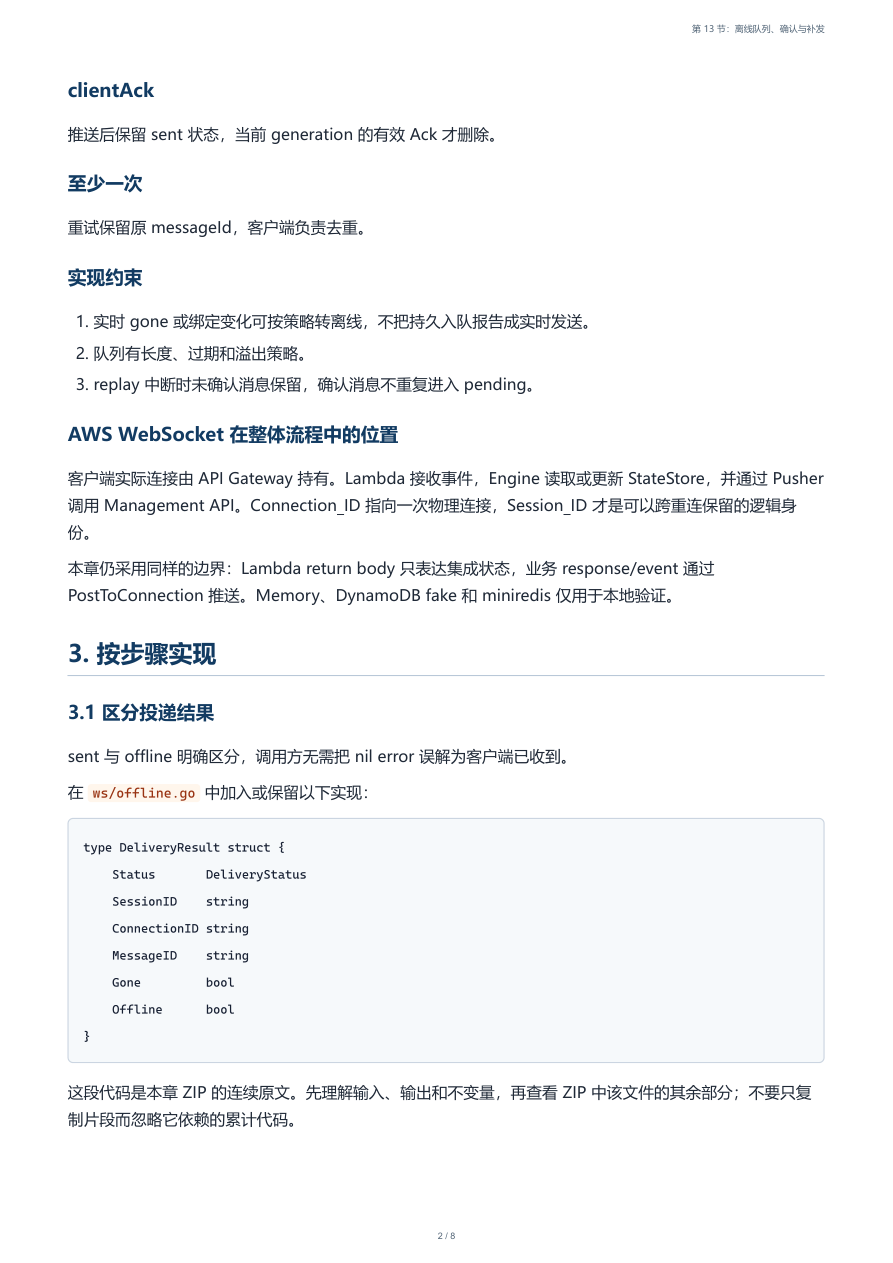 第 13 节：离线队列、确认与补发
clientAck
推送后保留 sent 状态，当前 generation 的有效 Ack 才删除。
至少一次
重试保留原 messageId，客户端负责去重。
实现约束
1. 实时 gone 或绑定变化可按策略转离线，不把持久入队报告成实时发送。
2. 队列有长度、过期和溢出策略。
3. replay 中断时未确认消息保留，确认消息不重复进入 pending。
AWS WebSocket 在整体流程中的位置
客户端实际连接由 API Gateway 持有。Lambda 接收事件，Engine 读取或更新 StateStore，并通过 Pusher
调用 Management API。Connection_ID 指向一次物理连接，Session_ID 才是可以跨重连保留的逻辑身
份。
本章仍采用同样的边界：Lambda return body 只表达集成状态，业务 response/event 通过
PostToConnection 推送。Memory、DynamoDB fake 和 miniredis 仅用于本地验证。
3. 按步骤实现
3.1 区分投递结果
sent 与 offline 明确区分，调用方无需把 nil error 误解为客户端已收到。
在 ws/offline.go 中加入或保留以下实现：
type DeliveryResult struct {
    Status       DeliveryStatus
    SessionID    string
    ConnectionID string
    MessageID    string
    Gone         bool
    Offline      bool
}
这段代码是本章 ZIP 的连续原文。先理解输入、输出和不变量，再查看 ZIP 中该文件的其余部分；不要只复
制片段而忽略它依赖的累计代码。
2 / 8